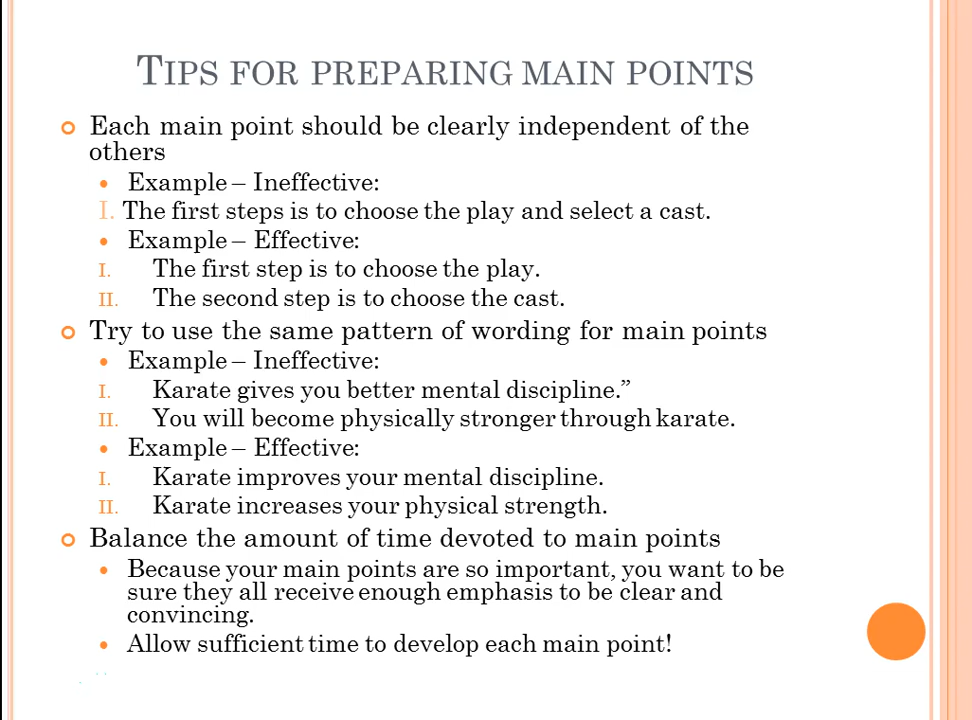 TIPS FOR PREPARING MAIN POINTS
Each main point should be clearly independent of the
others
Example – Ineffective:
I. The first steps is to choose the play and select a cast.
Example – Effective:
I. The first step is to choose the play.
II. The second step is to choose the cast.
Try to use the same pattern of wording for main points
Example – Ineffective:
I. Karate gives you better mental discipline.”
II. You will become physically stronger through karate.
Example – Effective:
I. Karate improves your mental discipline.
II. Karate increases your physical strength.
Balance the amount of time devoted to main points
Because your main points are so important, you want to be
sure they all receive enough emphasis to be clear and
convincing.
Allow sufficient time to develop each main point!